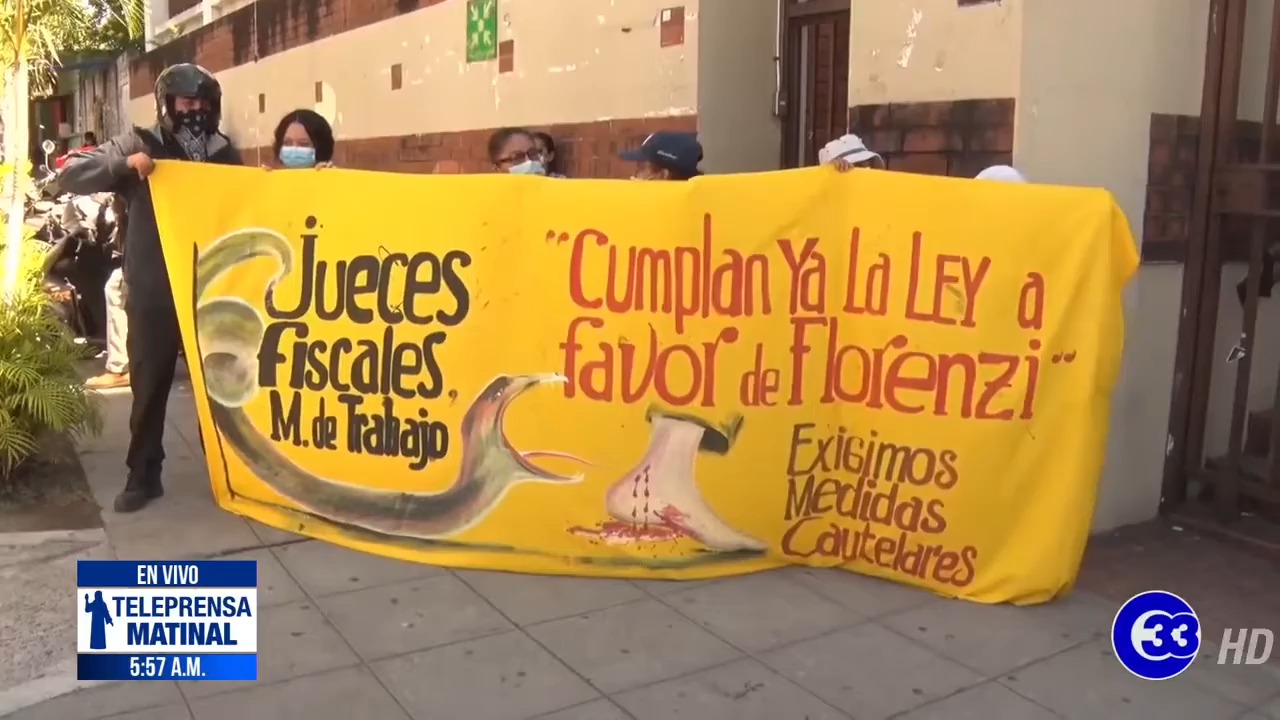 Jueces
fiscales,
M. de Trabajo
"Cumplan Ya La LEY a
favor de Florenzi"
Exigimos
Medidas
Cautelares
EN VIVO
TELEPRENSA
MATINAL
5:57 A.M.
33
HD